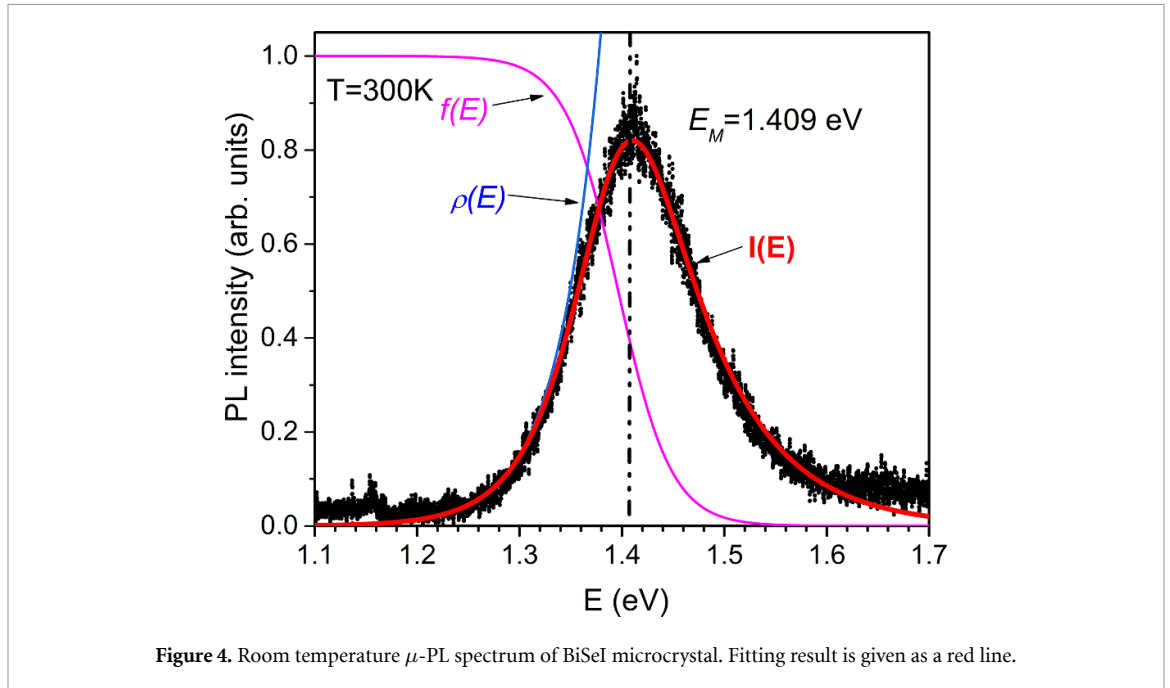 1.0
0.8
0.6
0.4
0.2
0.0
PL intensity (arb. units)
T=300K
f(E)
ρ(E)
E_M=1.409 eV
I(E)
1.1 1.2 1.3 1.4 1.5 1.6 1.7
E (eV)
Figure 4. Room temperature μ-PL spectrum of BiSeI microcrystal. Fitting result is given as a red line.